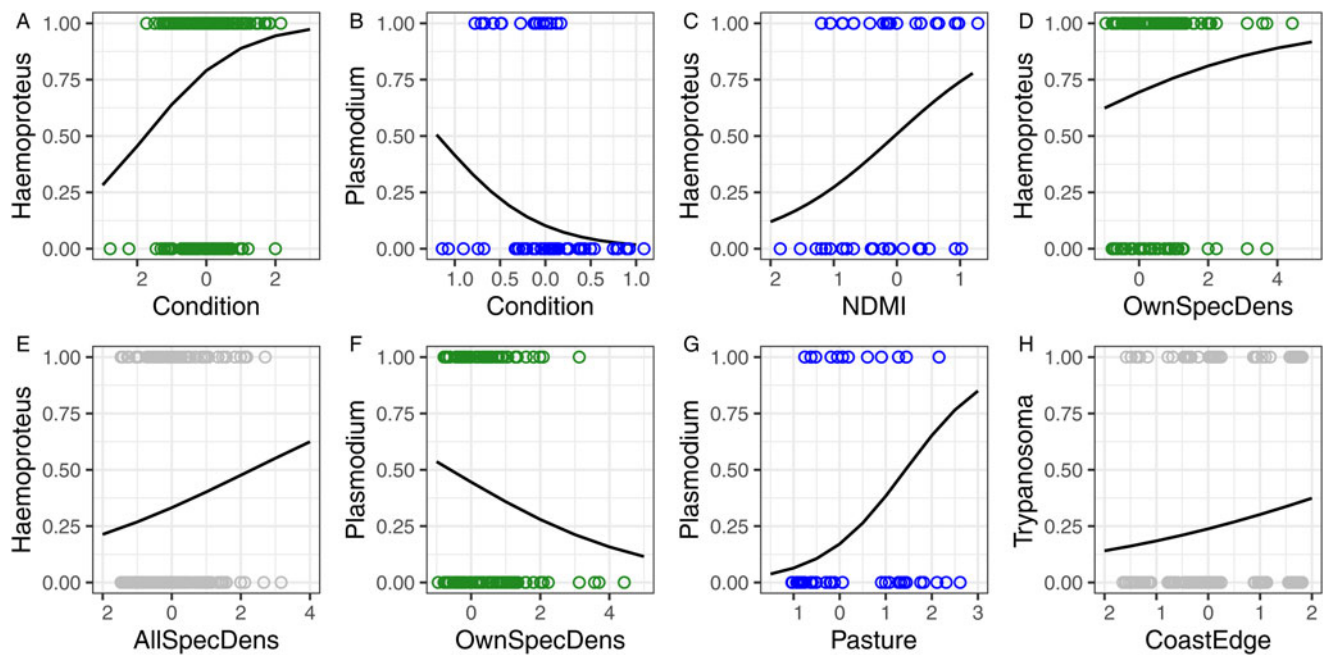 A
Haemoproteus
1.00
0.75
0.50
0.25
0.00
2 0 2
Condition
B
Plasmodium
1.00
0.75
0.50
0.25
0.00
1.0 0.5 0.0 0.5 1.0
Condition
C
Haemoproteus
1.00
0.75
0.50
0.25
0.00
2 1 0 1
NDMI
D
Haemoproteus
1.00
0.75
0.50
0.25
0.00
0 2 4
OwnSpecDens
E
Haemoproteus
1.00
0.75
0.50
0.25
0.00
2 0 2 4
AllSpecDens
F
Plasmodium
1.00
0.75
0.50
0.25
0.00
0 2 4
OwnSpecDens
G
Plasmodium
1.00
0.75
0.50
0.25
0.00
1 0 1 2 3
Pasture
H
Trypanosoma
1.00
0.75
0.50
0.25
0.00
2 1 0 1 2
CoastEdge